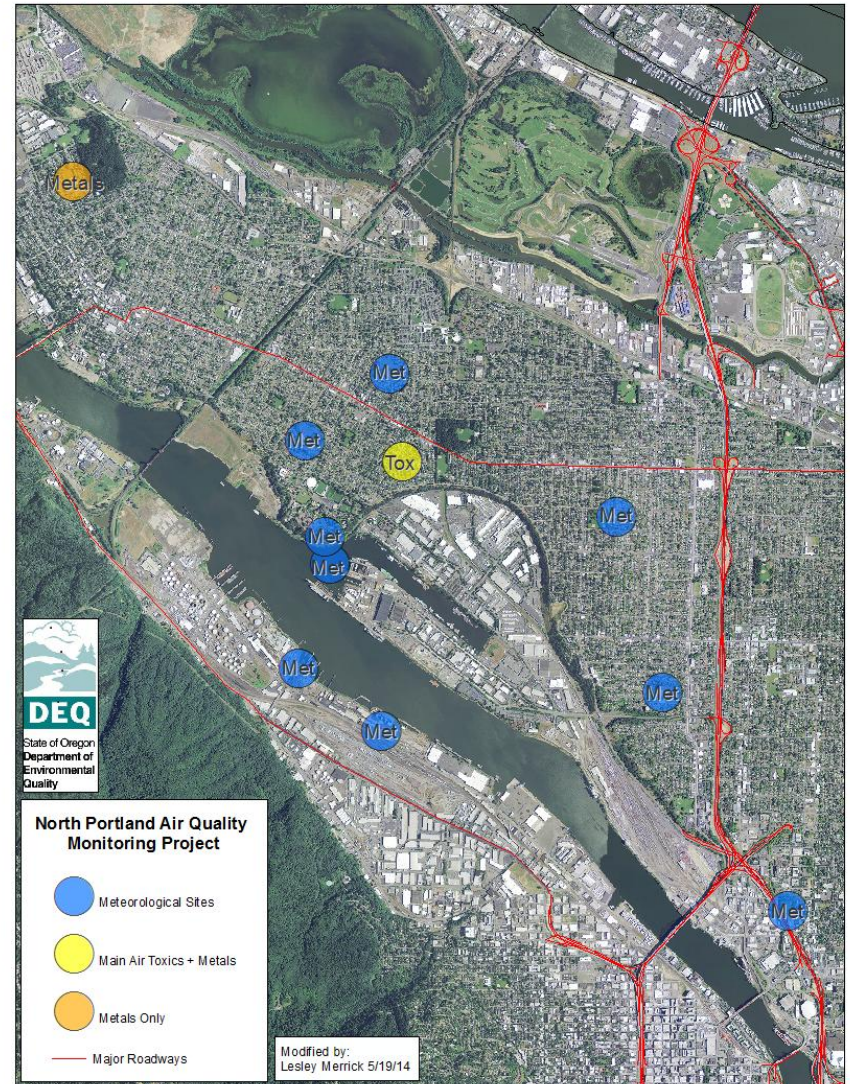 Metals
Met
Met
Tox
Met
Met
Met
Met
Met
Met
Met
DEQ
State of Oregon
Department of
Environmental
Quality
North Portland Air Quality
Monitoring Project
Meteorological Sites
Main Air Toxics + Metals
Metals Only
Major Roadways
Modified by:
Lesley Merrick 5/19/14